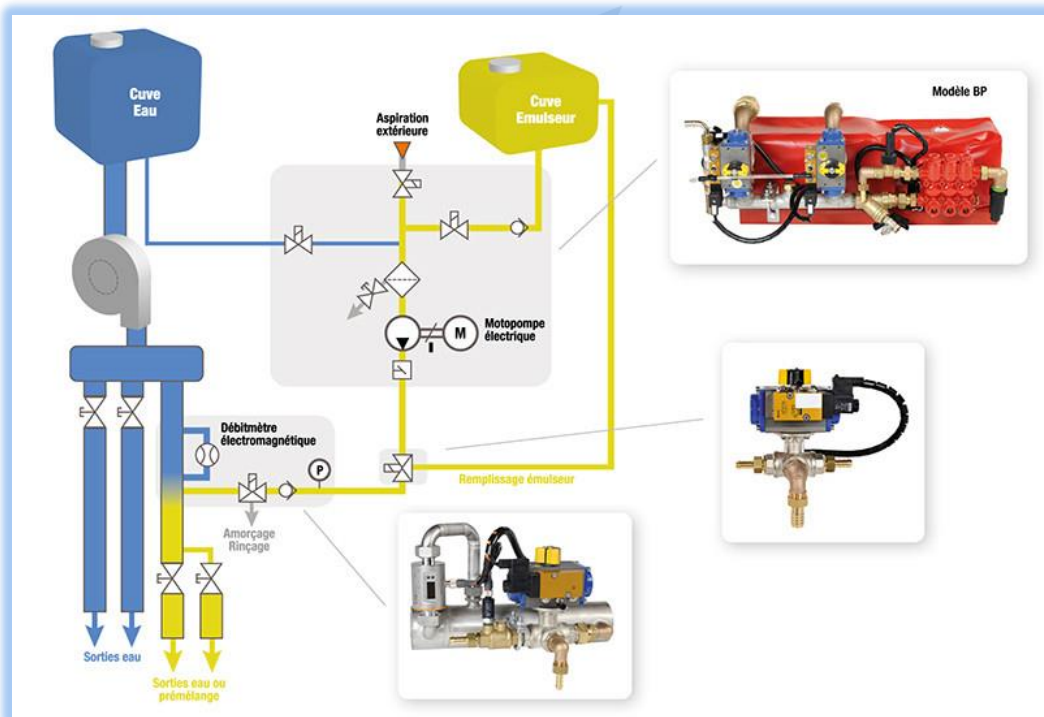 Cuve
Eau
Cuve
Emulseur
Aspiration
extérieure
Modèle BP
Motopompe
électrique
M
Débitmètre
électromagnétique
P
Remplissage émulseur
Amorçage
Rinçage
Sorties eau
Sorties eau ou
prémélange